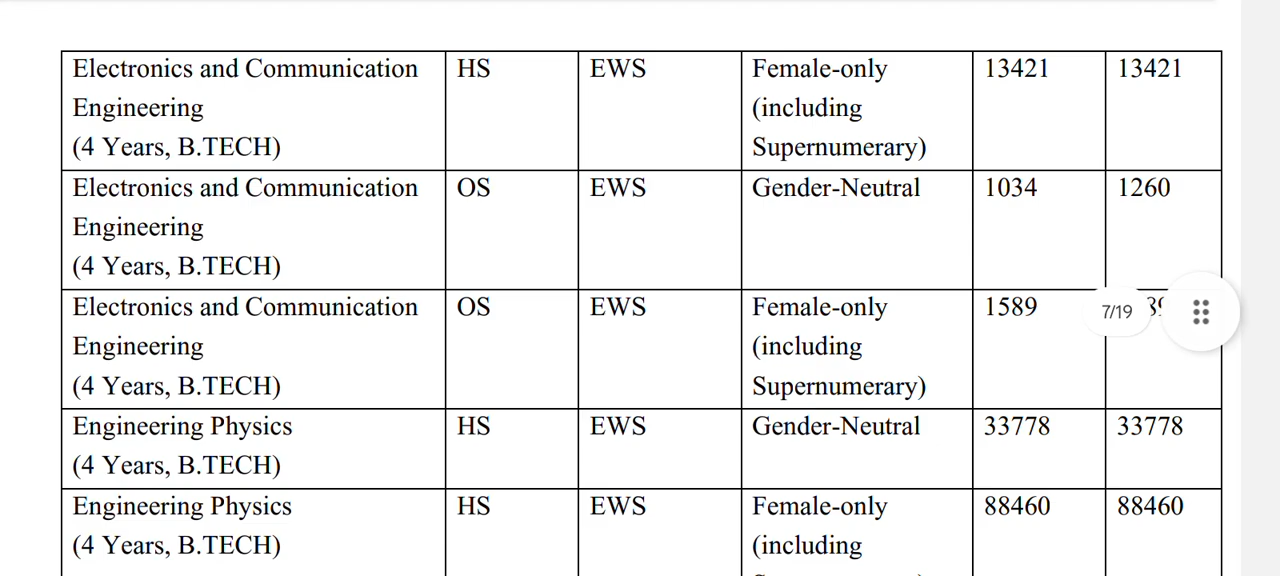 Electronics and Communication HS EWS Female-only 13421 13421
Engineering (including
(4 Years, B.TECH) Supernumerary)
Electronics and Communication OS EWS Gender-Neutral 1034 1260
Engineering
(4 Years, B.TECH)
Electronics and Communication OS EWS Female-only 1589
7/19
Engineering (including
(4 Years, B.TECH) Supernumerary)
Engineering Physics HS EWS Gender-Neutral 33778 33778
(4 Years, B.TECH)
Engineering Physics HS EWS Female-only 88460 88460
(4 Years, B.TECH) (including